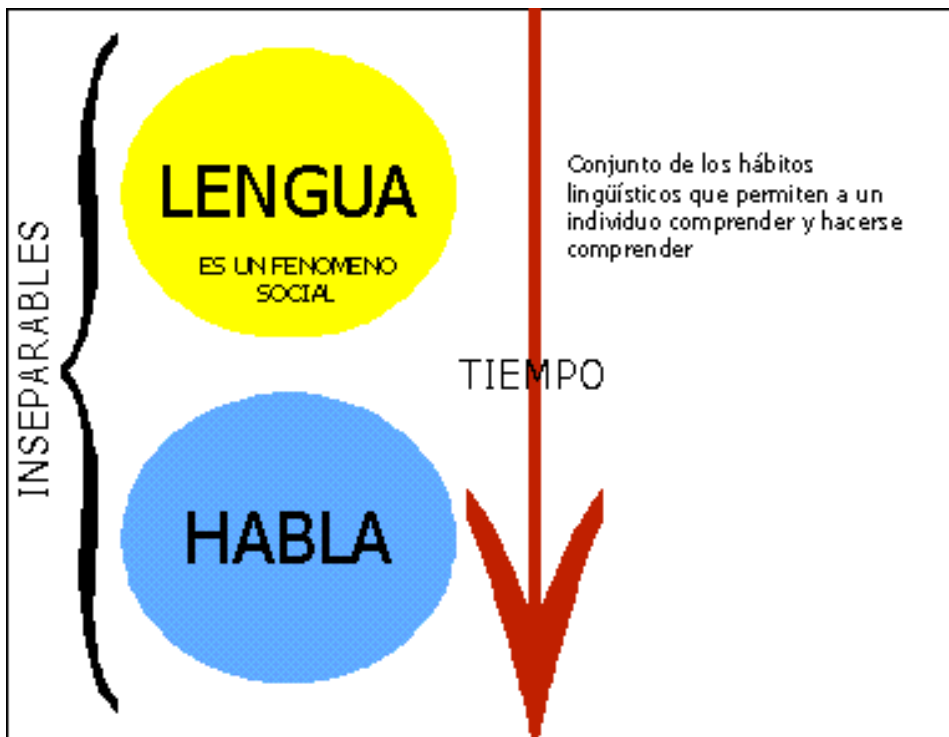 INSEPARABLES
LENGUA
ES UN FENOMENO
SOCIAL
Conjunto de los hábitos
lingüísticos que permiten a un
individuo comprender y hacerse
comprender
TIEMPO
HABLA